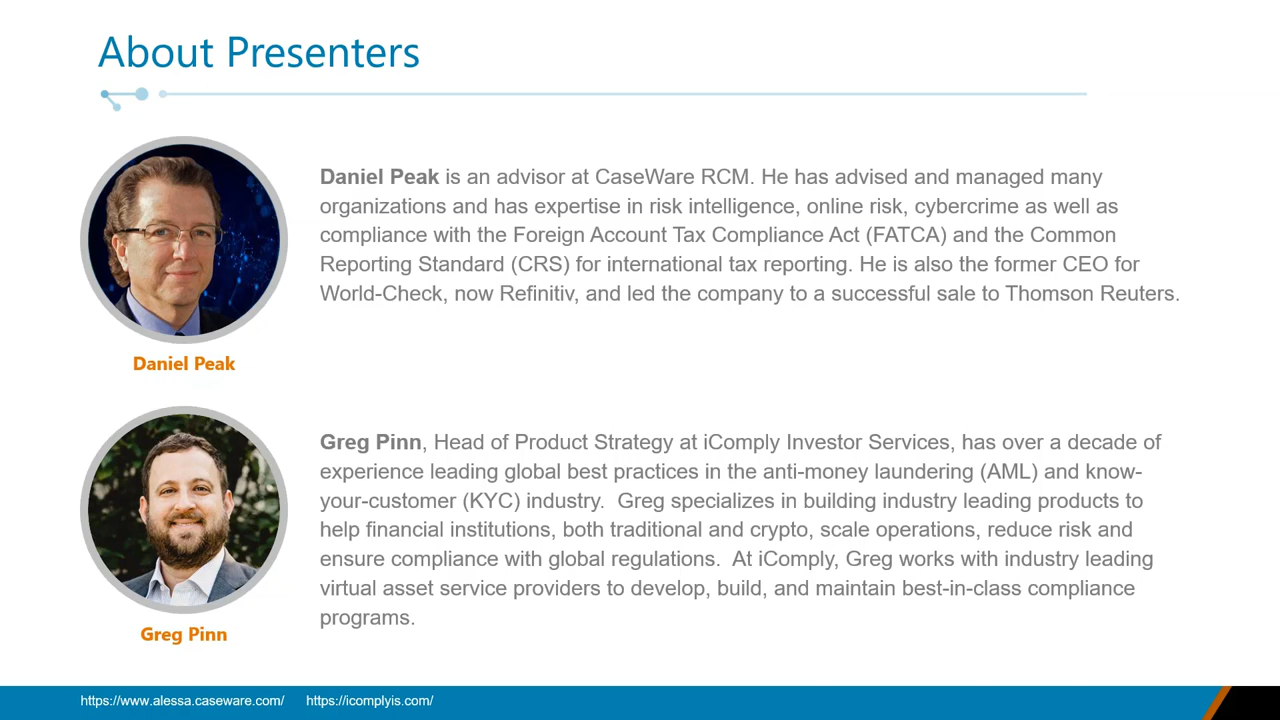 About Presenters
Daniel Peak is an advisor at CaseWare RCM. He has advised and managed many
organizations and has expertise in risk intelligence, online risk, cybercrime as well as
compliance with the Foreign Account Tax Compliance Act (FATCA) and the Common
Reporting Standard (CRS) for international tax reporting. He is also the former CEO for
World-Check, now Refinitiv, and led the company to a successful sale to Thomson Reuters.
Daniel Peak
Greg Pinn, Head of Product Strategy at iComply Investor Services, has over a decade of
experience leading global best practices in the anti-money laundering (AML) and know-
your-customer (KYC) industry.  Greg specializes in building industry leading products to
help financial institutions, both traditional and crypto, scale operations, reduce risk and
ensure compliance with global regulations.  At iComply, Greg works with industry leading
virtual asset service providers to develop, build, and maintain best-in-class compliance
programs.
Greg Pinn
https://www.alessa.caseware.com/ https://icomplyis.com/